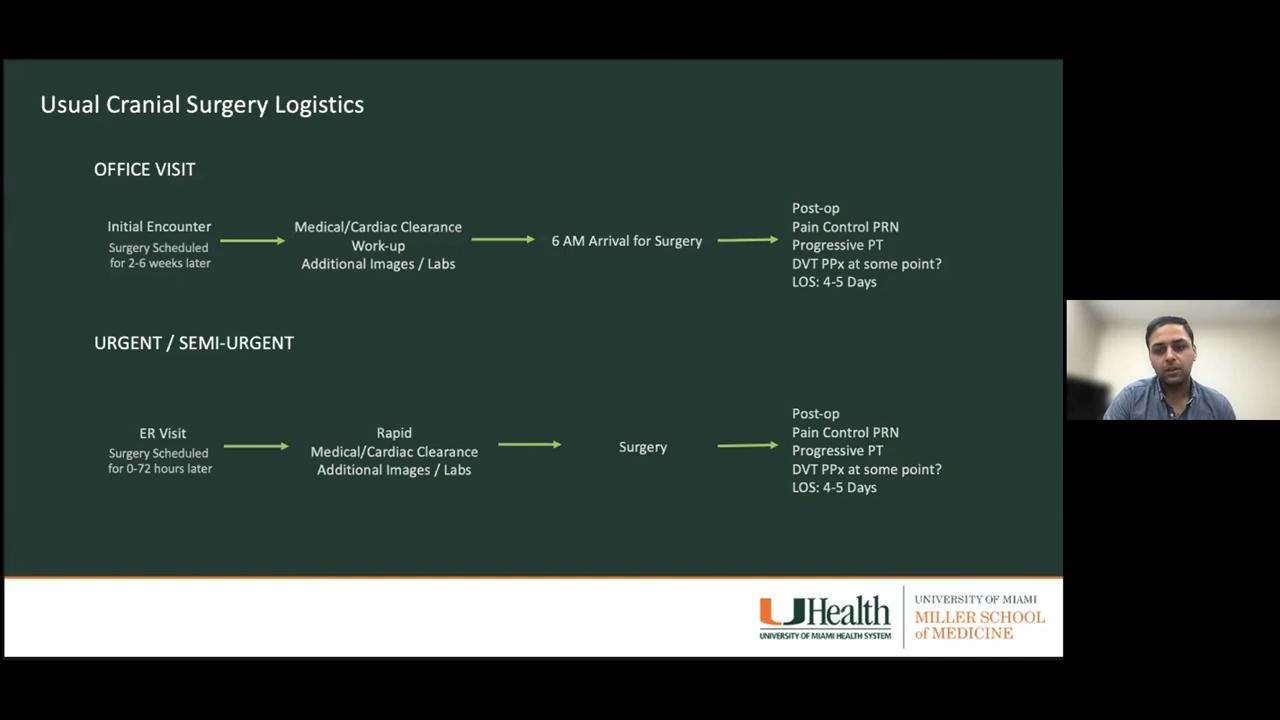 Usual Cranial Surgery Logistics
OFFICE VISIT
Initial Encounter
Surgery Scheduled
for 2-6 weeks later
Medical/Cardiac Clearance
Work-up
Additional Images / Labs
6 AM Arrival for Surgery
Post-op
Pain Control PRN
Progressive PT
DVT PPx at some point?
LOS: 4-5 Days
URGENT / SEMI-URGENT
ER Visit
Surgery Scheduled
for 0-72 hours later
Rapid
Medical/Cardiac Clearance
Additional Images / Labs
Surgery
Post-op
Pain Control PRN
Progressive PT
DVT PPx at some point?
LOS: 4-5 Days
UHealth
UNIVERSITY OF MIAMI HEALTH SYSTEM
UNIVERSITY OF MIAMI
MILLER SCHOOL
of MEDICINE